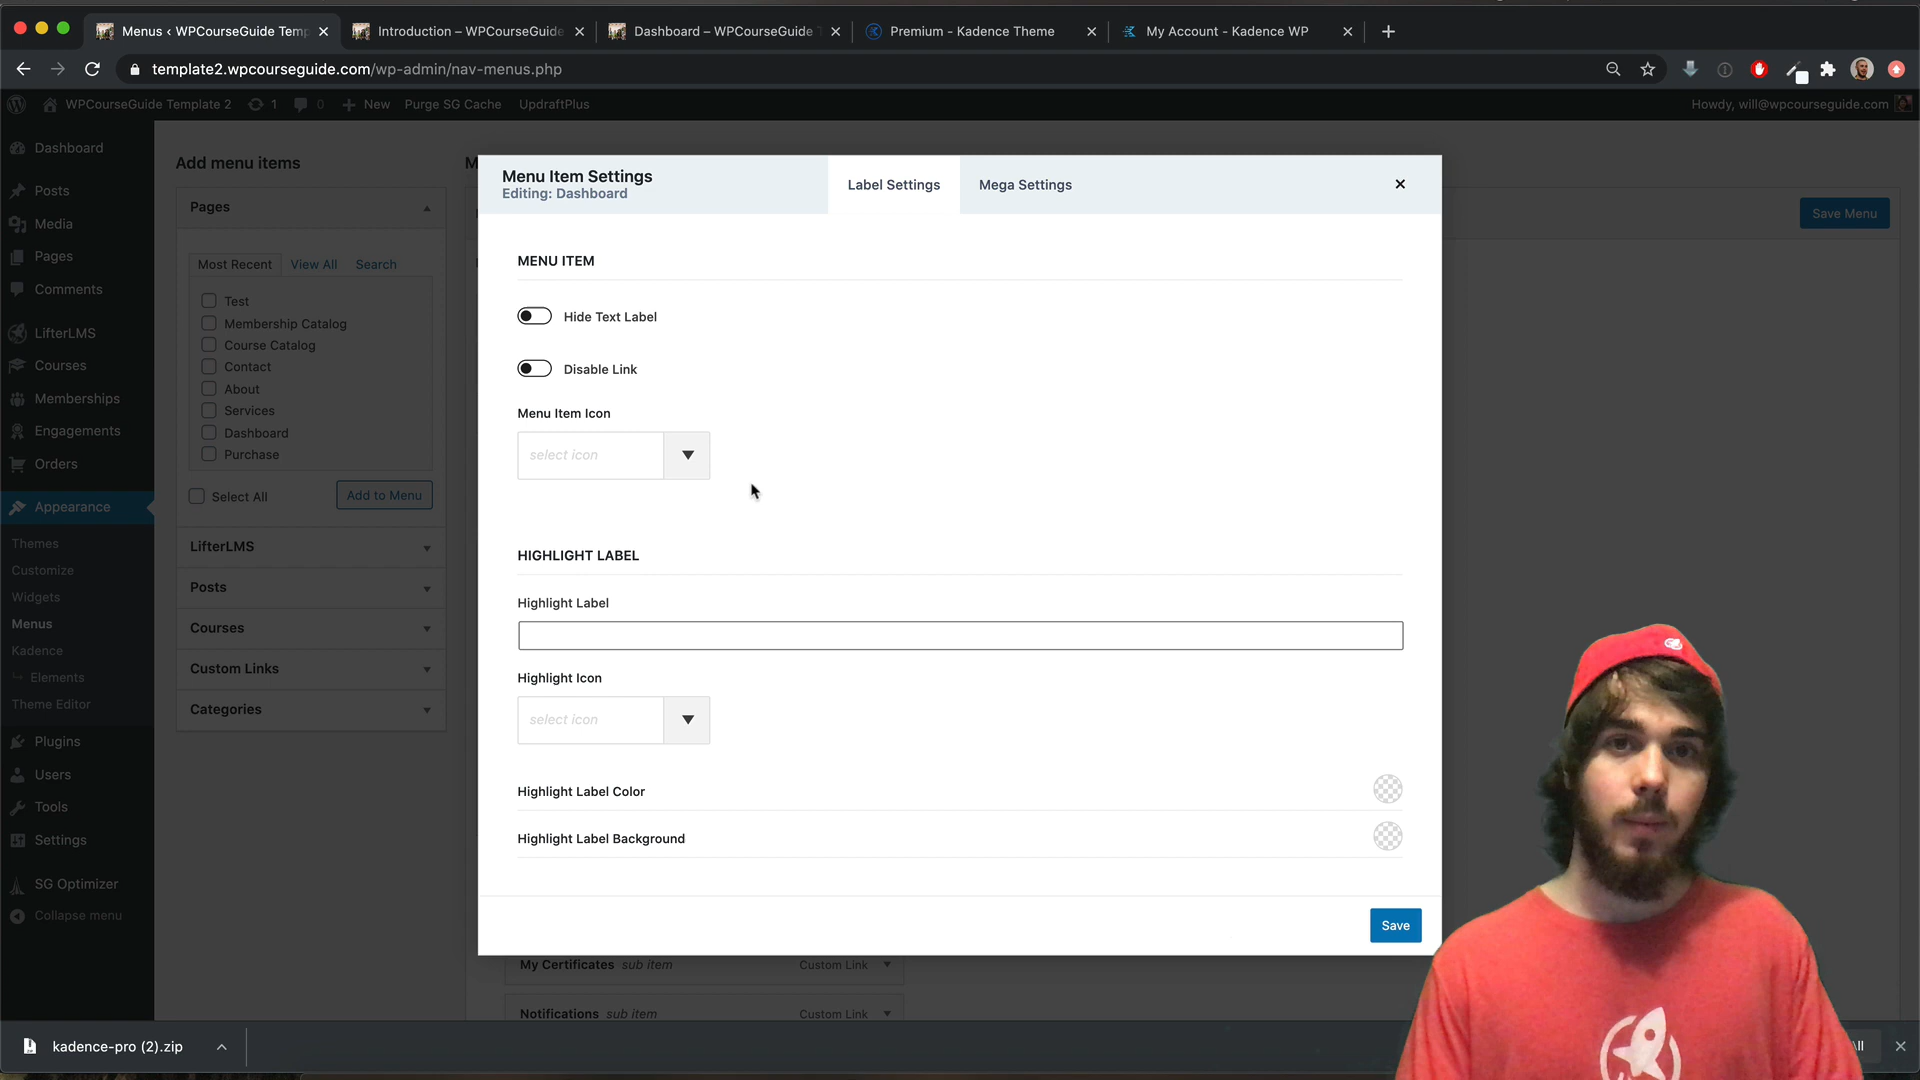 Menus ‹ WPCourseGuide Temp
Introduction – WPCourseGuide
Dashboard – WPCourseGuide T
Premium - Kadence Theme
My Account - Kadence WP
template2.wpcourseguide.com/wp-admin/nav-menus.php
WPCourseGuide Template 2
1
0
New
Purge SG Cache
UpdraftPlus
Howdy, will@wpcourseguide.com
Dashboard
Posts
Media
Pages
Comments
LifterLMS
Courses
Memberships
Engagements
Orders
Appearance
Themes
Customize
Widgets
Menus
Kadence
Elements
Theme Editor
Plugins
Users
Tools
Settings
SG Optimizer
Collapse menu
Add menu items
Pages
Most Recent
View All
Search
Test
Membership Catalog
Course Catalog
Contact
About
Services
Dashboard
Purchase
Select All
Add to Menu
LifterLMS
Posts
Courses
Custom Links
Categories
M
Save Menu
Menu Item Settings
Editing: Dashboard
Label Settings
Mega Settings
MENU ITEM
Hide Text Label
Disable Link
Menu Item Icon
select icon
HIGHLIGHT LABEL
Highlight Label
Highlight Icon
select icon
Highlight Label Color
Highlight Label Background
Save
My Certificates sub item
Custom Link
Notifications sub item
Custom Link
kadence-pro (2).zip